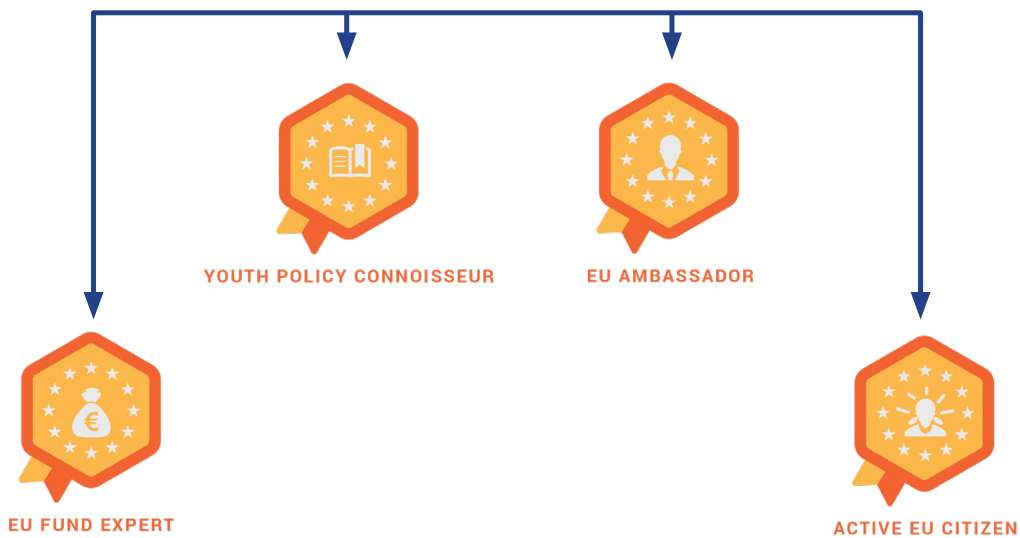 YOUTH POLICY CONNOISSEUR
EU AMBASSADOR
€
EU FUND EXPERT
ACTIVE EU CITIZEN